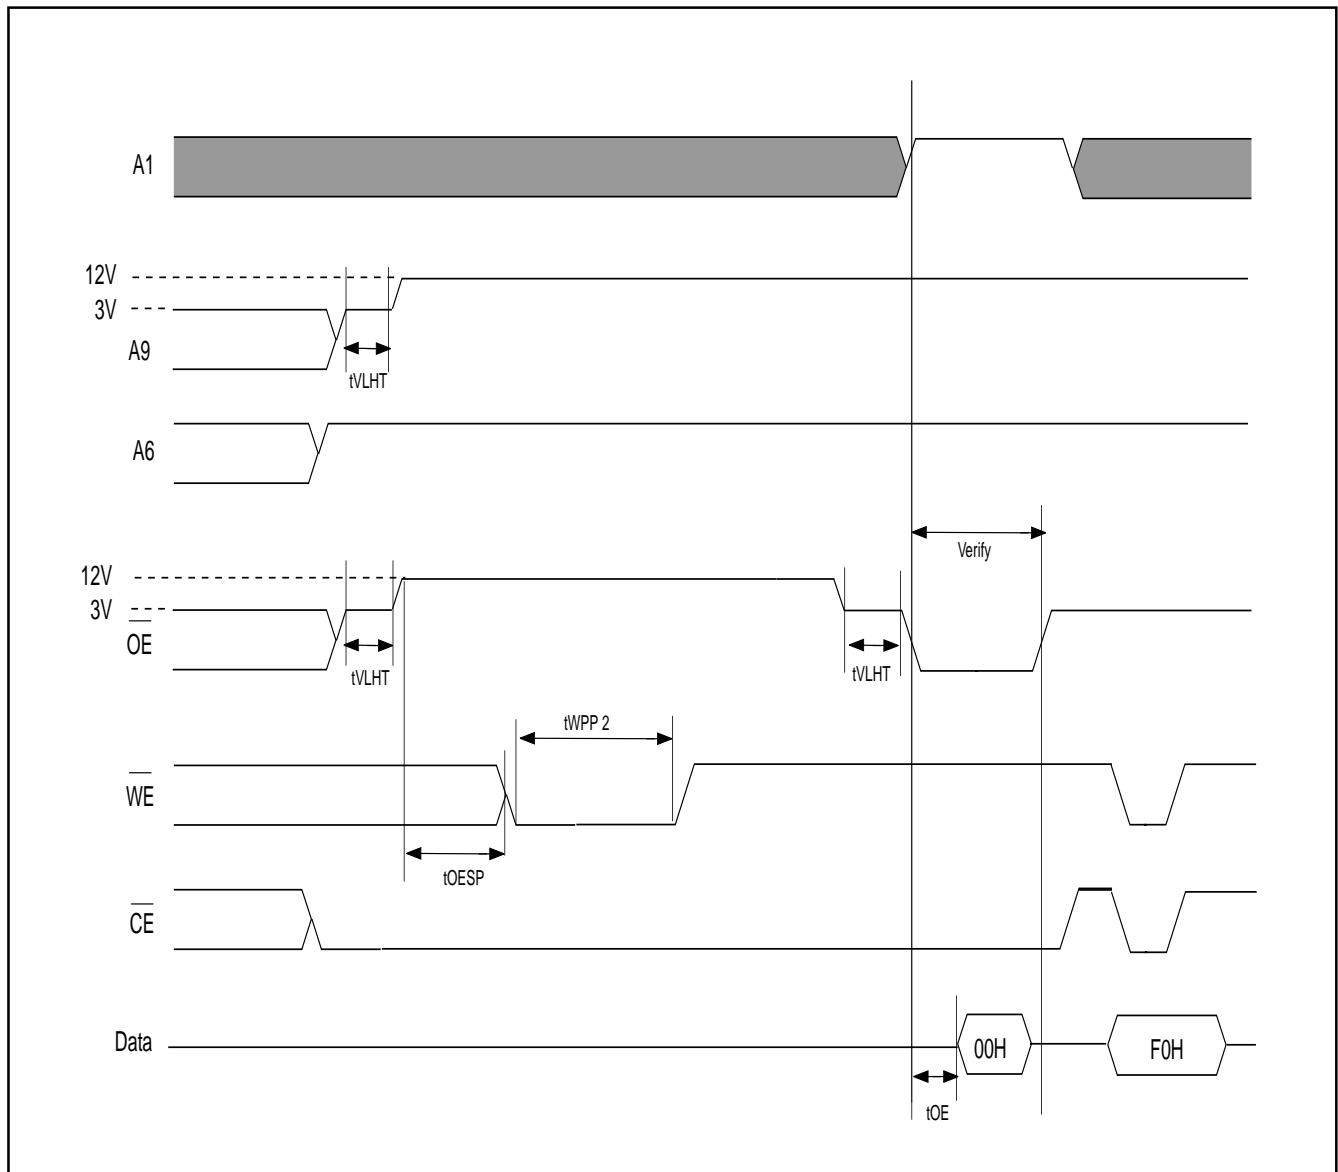 A1
12V
3V
A9
tVLHT
A6
Verify
12V
3V
OE
tVLHT
tVLHT
tWPP 2
WE
tOESP
CE
Data
00H
F0H
tOE